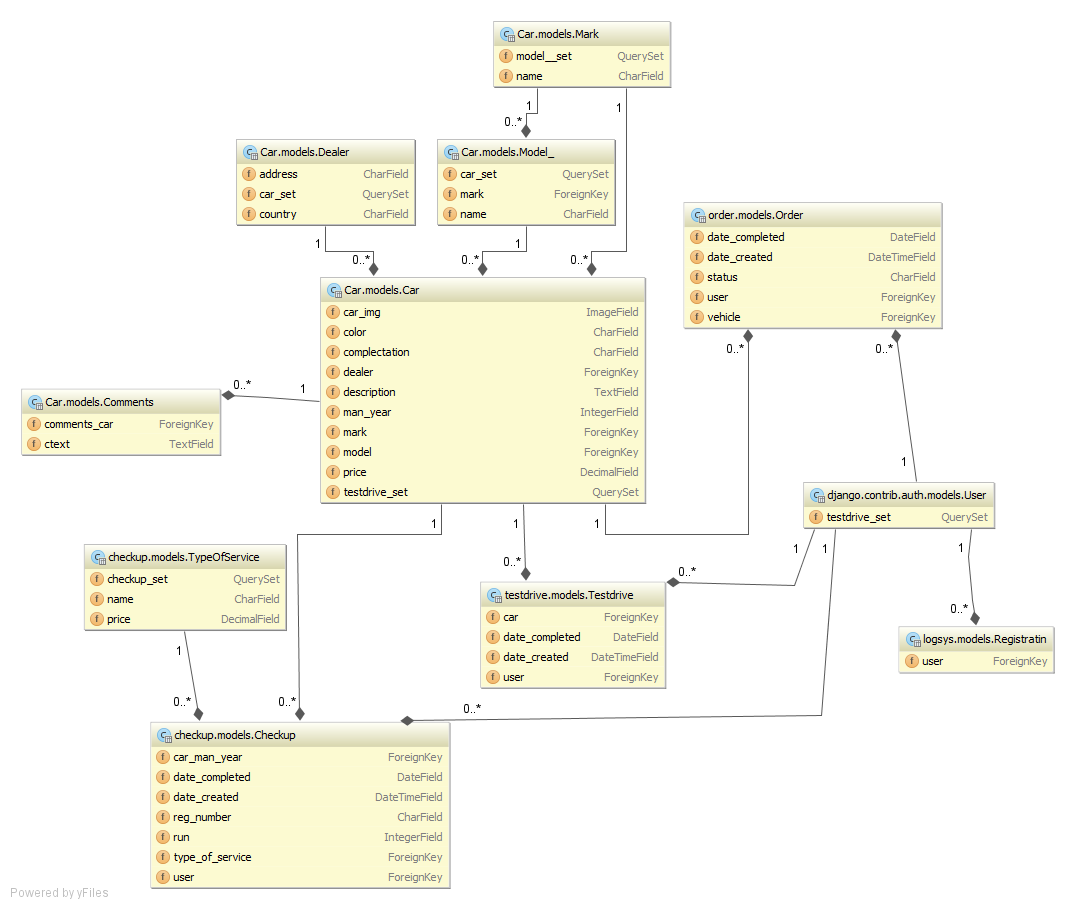 Car.models.Mark
model__set QuerySet
name CharField
1
1
0..*
Car.models.Dealer
address CharField
car_set QuerySet
country CharField
Car.models.Model_
car_set QuerySet
mark ForeignKey
name CharField
order.models.Order
date_completed DateField
date_created DateTimeField
status CharField
user ForeignKey
vehicle ForeignKey
1
1
0..*
0..*
0..*
Car.models.Car
car_img ImageField
color CharField
complectation CharField
dealer ForeignKey
description TextField
man_year IntegerField
mark ForeignKey
model ForeignKey
price DecimalField
testdrive_set QuerySet
0..*
0..*
0..*
1
Car.models.Comments
comments_car ForeignKey
ctext TextField
1
django.contrib.auth.models.User
testdrive_set QuerySet
1
1
1
1
1
1
checkup.models.TypeOfService
checkup_set QuerySet
name CharField
price DecimalField
0..*
0..*
testdrive.models.Testdrive
car ForeignKey
date_completed DateField
date_created DateTimeField
user ForeignKey
0..*
logsys.models.Registratin
user ForeignKey
1
0..*
0..*
0..*
checkup.models.Checkup
car_man_year ForeignKey
date_completed DateField
date_created DateTimeField
reg_number CharField
run IntegerField
type_of_service ForeignKey
user ForeignKey
Powered by yFiles